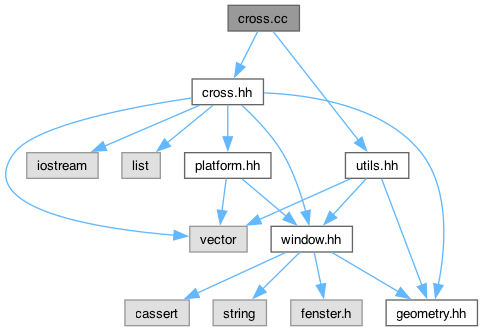 cross.cc
cross.hh
iostream
list
platform.hh
utils.hh
vector
window.hh
cassert
string
fenster.h
geometry.hh